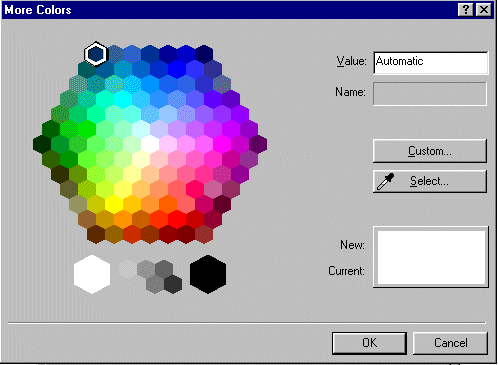 More Colors
Value: Automatic
Name:
Custom...
Select...
New:
Current:
OK Cancel